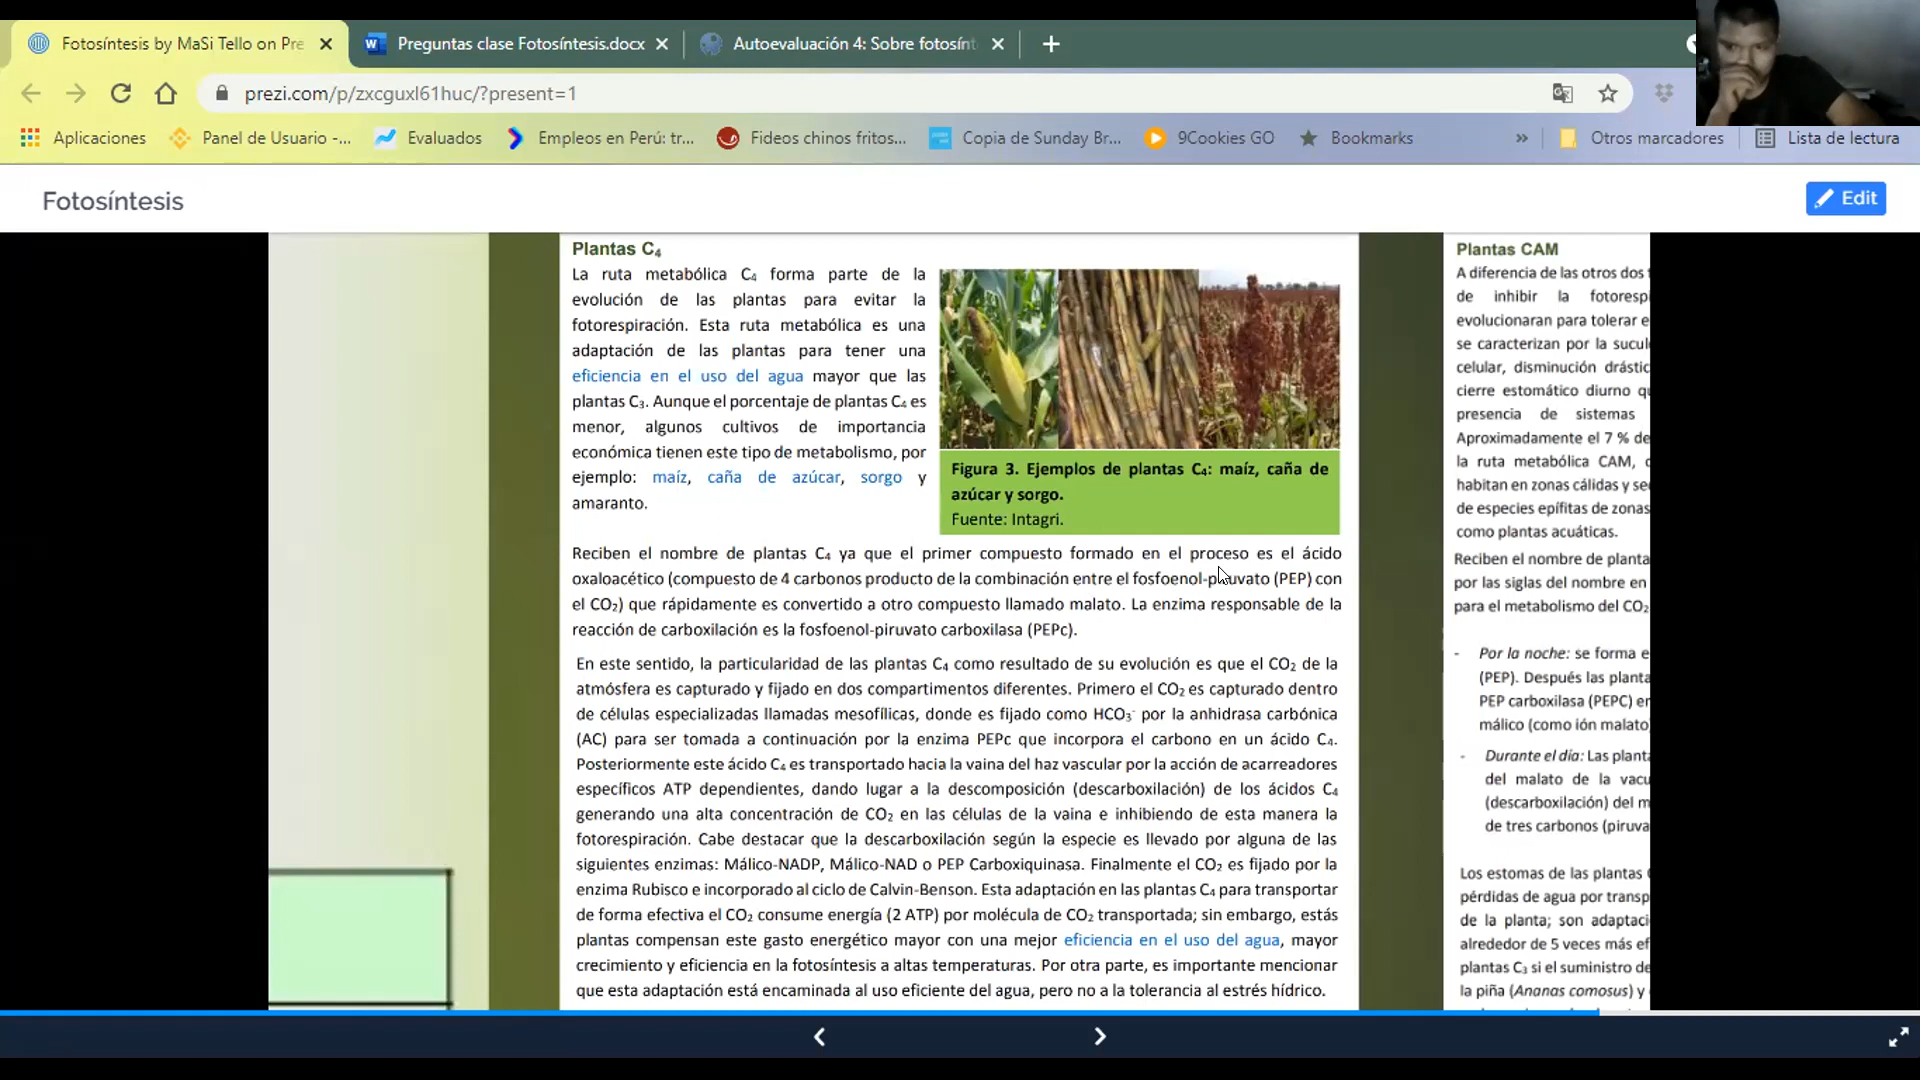 Fotosíntesis by MaSi Tello on Pre
Preguntas clase Fotosíntesis.docx
Autoevaluación 4: Sobre fotosínt
prezi.com/p/zxcguxl61huc/?present=1
Aplicaciones
Panel de Usuario -...
Evaluados
Empleos en Perú: tr...
Fideos chinos fritos...
Copia de Sunday Br...
9Cookies GO
Bookmarks
»
Otros marcadores
Lista de lectura
Fotosíntesis
Edit
Plantas C₄
La ruta metabólica C₄ forma parte de la
evolución de las plantas para evitar la
fotorespiración. Esta ruta metabólica es una
adaptación de las plantas para tener una
eficiencia en el uso del agua mayor que las
plantas C₃. Aunque el porcentaje de plantas C₄ es
menor, algunos cultivos de importancia
económica tienen este tipo de metabolismo, por
ejemplo: maíz, caña de azúcar, sorgo y
amaranto.
Figura 3. Ejemplos de plantas C₄: maíz, caña de
azúcar y sorgo.
Fuente: Intagri.
Reciben el nombre de plantas C₄ ya que el primer compuesto formado en el proceso es el ácido
oxaloacético (compuesto de 4 carbonos producto de la combinación entre el fosfoenol-piruvato (PEP) con
el CO₂) que rápidamente es convertido a otro compuesto llamado malato. La enzima responsable de la
reacción de carboxilación es la fosfoenol-piruvato carboxilasa (PEPc).
En este sentido, la particularidad de las plantas C₄ como resultado de su evolución es que el CO₂ de la
atmósfera es capturado y fijado en dos compartimentos diferentes. Primero el CO₂ es capturado dentro
de células especializadas llamadas mesofílicas, donde es fijado como HCO₃⁻ por la anhidrasa carbónica
(AC) para ser tomada a continuación por la enzima PEPc que incorpora el carbono en un ácido C₄.
Posteriormente este ácido C₄ es transportado hacia la vaina del haz vascular por la acción de acarreadores
específicos ATP dependientes, dando lugar a la descomposición (descarboxilación) de los ácidos C₄
generando una alta concentración de CO₂ en las células de la vaina e inhibiendo de esta manera la
fotorespiración. Cabe destacar que la descarboxilación según la especie es llevado por alguna de las
siguientes enzimas: Málico-NADP, Málico-NAD o PEP Carboxiquinasa. Finalmente el CO₂ es fijado por la
enzima Rubisco e incorporado al ciclo de Calvin-Benson. Esta adaptación en las plantas C₄ para transportar
de forma efectiva el CO₂ consume energía (2 ATP) por molécula de CO₂ transportada; sin embargo, estás
plantas compensan este gasto energético mayor con una mejor eficiencia en el uso del agua, mayor
crecimiento y eficiencia en la fotosíntesis a altas temperaturas. Por otra parte, es importante mencionar
que esta adaptación está encaminada al uso eficiente del agua, pero no a la tolerancia al estrés hídrico.
Plantas CAM
A diferencia de las otros dos
de inhibir la fotorespi
evolucionaran para tolerar e
se caracterizan por la sucul
celular, disminución drástic
cierre estomático diurno qu
presencia de sistemas
Aproximadamente el 7 % de
la ruta metabólica CAM,
habitan en zonas cálidas y se
de especies epífitas de zonas
como plantas acuáticas.
Reciben el nombre de planta
por las siglas del nombre en
para el metabolismo del CO₂
- Por la noche: se forma e
(PEP). Después las planta
PEP carboxilasa (PEPC) en
málico (como ión malato
- Durante el día: Las planta
del malato de la vacu
(descarboxilación) del m
de tres carbonos (piruva
Los estomas de las plantas
pérdidas de agua por transp
de la planta; son adaptaci
alrededor de 5 veces más ef
plantas C₃ si el suministro de
la piña (Ananas comosus) y